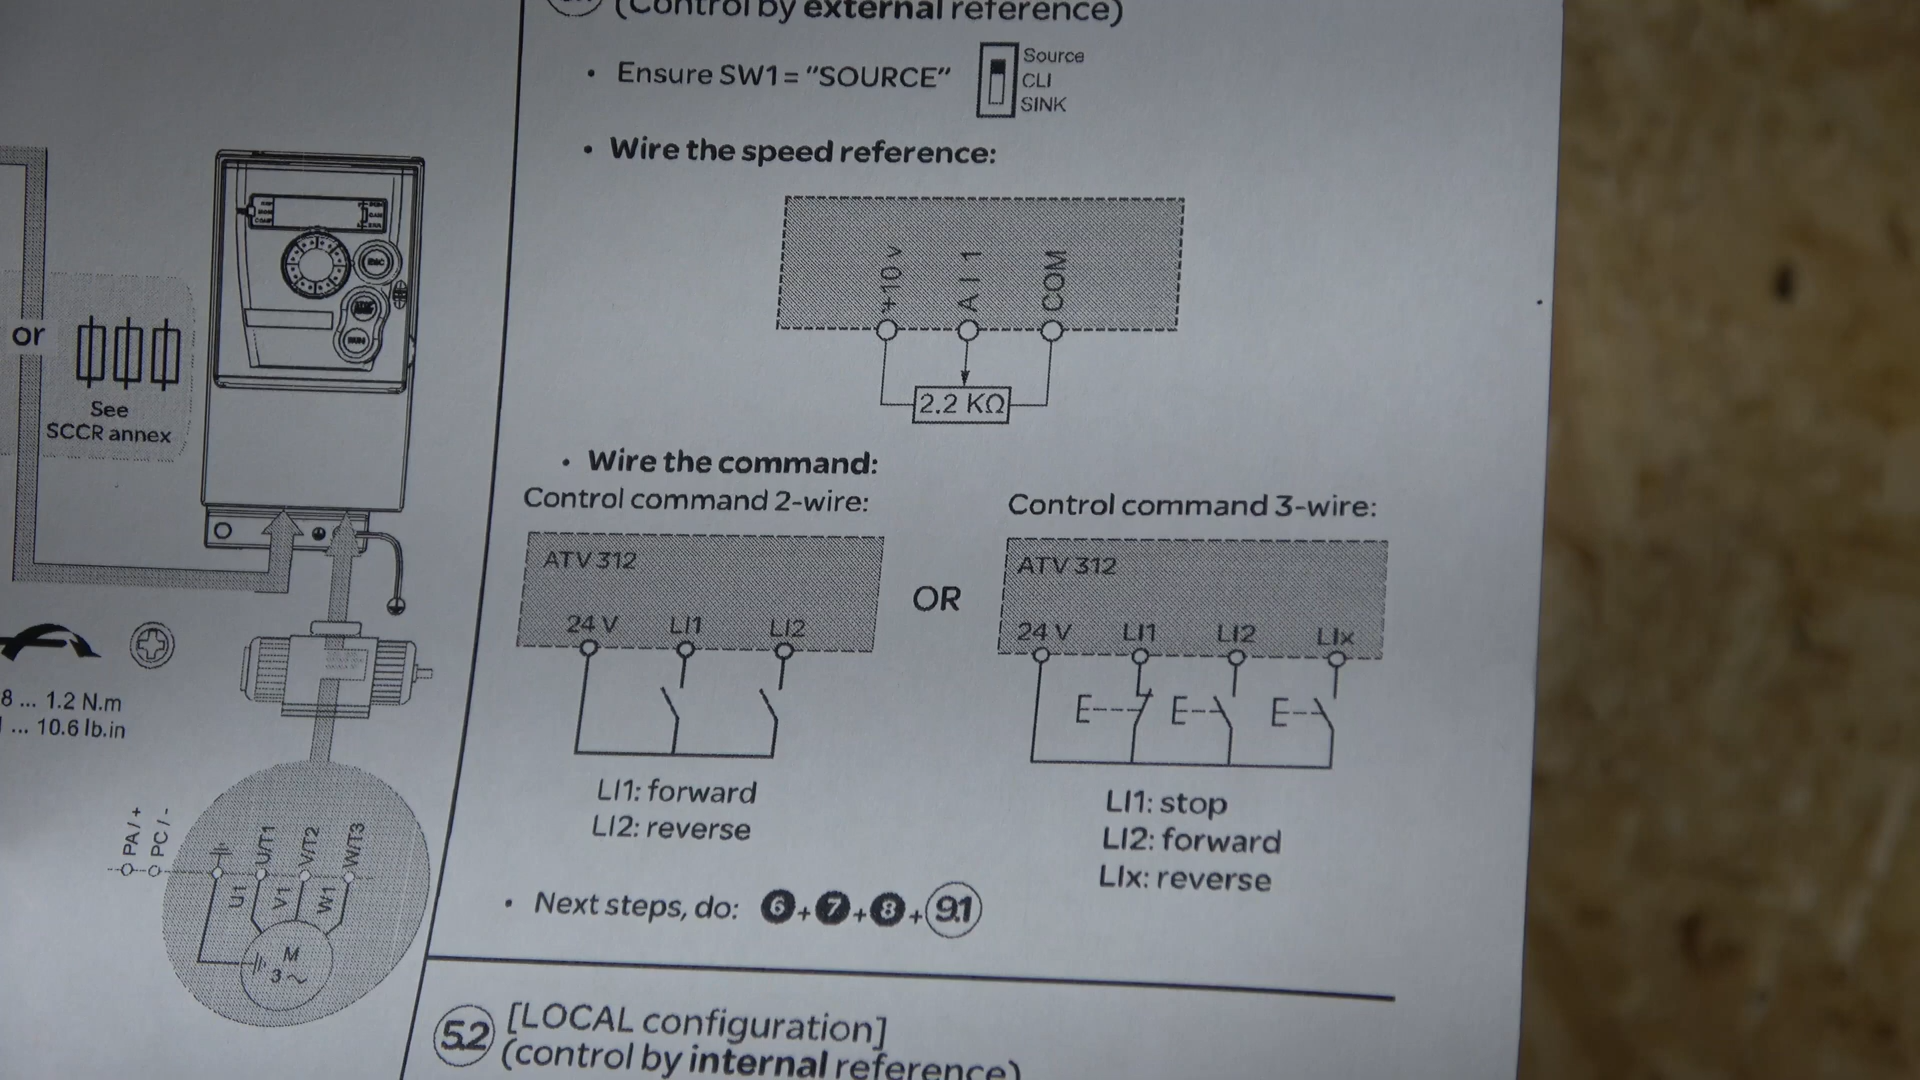 (Control by external reference)
• Ensure SW1 = "SOURCE"
Source
CLI
SINK
• Wire the speed reference:
+10 V
A I 1
COM
2.2 KΩ
• Wire the command:
Control command 2-wire:
ATV 312
24 V LI1 LI2
LI1: forward
LI2: reverse
OR
Control command 3-wire:
ATV 312
24 V LI1 LI2 LIx
LI1: stop
LI2: forward
LIx: reverse
• Next steps, do: 6 + 7 + 8 + 9.1
5.2 [LOCAL configuration]
(control by internal reference)
or
See
SCCR annex
ESC
RUN
8 ... 1.2 N.m
... 10.6 lb.in
PA / +
PC / -
U/T1
V/T2
W/T3
U1
V1
W1
M
3 ~